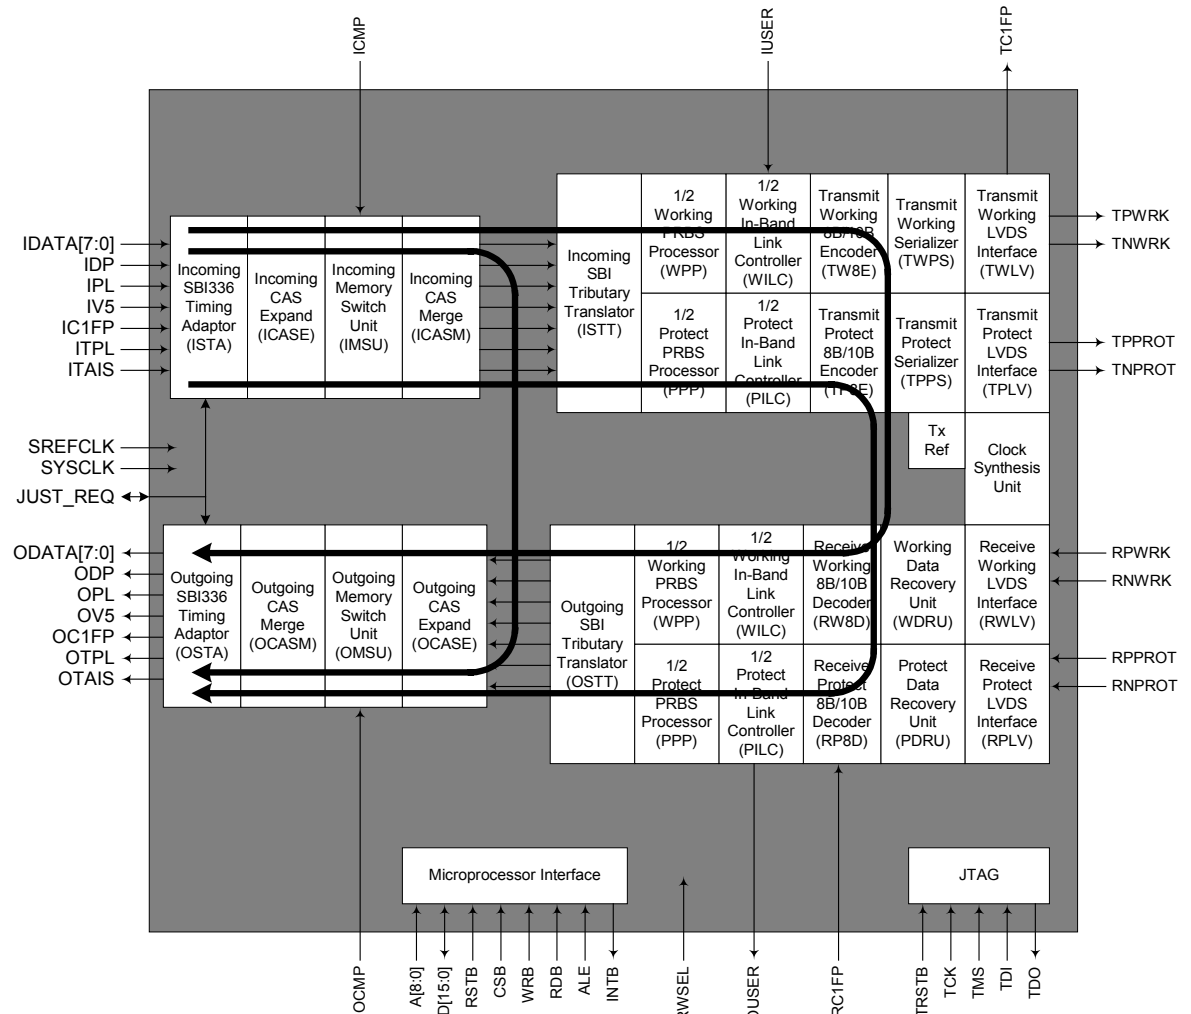 ICMP
IUSER
TC1FP
IDATA[7:0]
IDP
IPL
IV5
IC1FP
ITPL
ITAIS
Incoming
SBI336
Timing
Adaptor
(ISTA)
Incoming
CAS
Expand
(ICASE)
Incoming
Memory
Switch
Unit
(IMSU)
Incoming
CAS
Merge
(ICASM)
Incoming
SBI
Tributary
Translator
(ISTT)
1/2
Working
PRBS
Processor
(WPP)
1/2
Working
In-Band
Link
Controller
(WILC)
Transmit
Working
8B/10B
Encoder
(TW8E)
Transmit
Working
Serializer
(TWPS)
Transmit
Working
LVDS
Interface
(TWLV)
TPWRK
TNWRK
1/2
Protect
PRBS
Processor
(PPP)
1/2
Protect
In-Band
Link
Controller
(PILC)
Transmit
Protect
8B/10B
Encoder
(TP8E)
Transmit
Protect
Serializer
(TPPS)
Transmit
Protect
LVDS
Interface
(TPLV)
TPPROT
TNPROT
Tx
Ref
Clock
Synthesis
Unit
SREFCLK
SYSCLK
JUST_REQ
ODATA[7:0]
ODP
OPL
OV5
OC1FP
OTPL
OTAIS
Outgoing
SBI336
Timing
Adaptor
(OSTA)
Outgoing
CAS
Merge
(OCASM)
Outgoing
Memory
Switch
Unit
(OMSU)
Outgoing
CAS
Expand
(OCASE)
Outgoing
SBI
Tributary
Translator
(OSTT)
1/2
Working
PRBS
Processor
(WPP)
1/2
Working
In-Band
Link
Controller
(WILC)
Receive
Working
8B/10B
Decoder
(RW8D)
Working
Data
Recovery
Unit
(WDRU)
Receive
Working
LVDS
Interface
(RWLV)
RPWRK
RNWRK
1/2
Protect
PRBS
Processor
(PPP)
1/2
Protect
In-Band
Link
Controller
(PILC)
Receive
Protect
8B/10B
Decoder
(RP8D)
Protect
Data
Recovery
Unit
(PDRU)
Receive
Protect
LVDS
Interface
(RPLV)
RPPROT
RNPROT
Microprocessor Interface
JTAG
OCMP
A[8:0]
D[15:0]
RSTB
CSB
WRB
RDB
ALE
INTB
RWSEL
OUSER
RC1FP
TRSTB
TCK
TMS
TDI
TDO